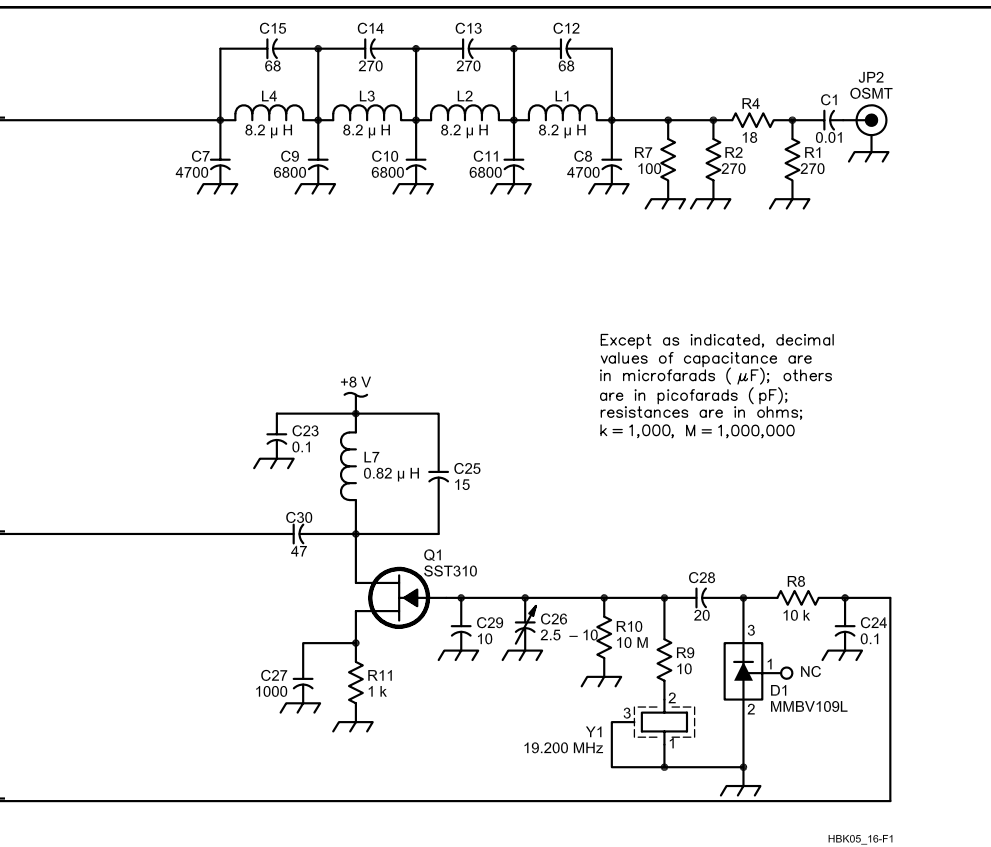 C15
68
C14
270
C13
270
C12
68
JP2
OSMT
L4
8.2 µ H
L3
8.2 µ H
L2
8.2 µ H
L1
8.2 µ H
R4
18
C1
0.01
C7
4700
C9
6800
C10
6800
C11
6800
C8
4700
R7
100
R2
270
R1
270
Except as indicated, decimal
values of capacitance are
in microfarads ( µF); others
are in picofarads ( pF);
resistances are in ohms;
k = 1,000, M = 1,000,000
+8 V
C23
0.1
L7
0.82 µ H
C25
15
C30
47
Q1
SST310
C28
20
R8
10 k
C29
10
C26
2.5 – 10
R10
10 M
C24
0.1
R9
10
3
1
NC
D1
MMBV109L
2
C27
1000
R11
1 k
2
3
1
Y1
19.200 MHz
HBK05_16-F1